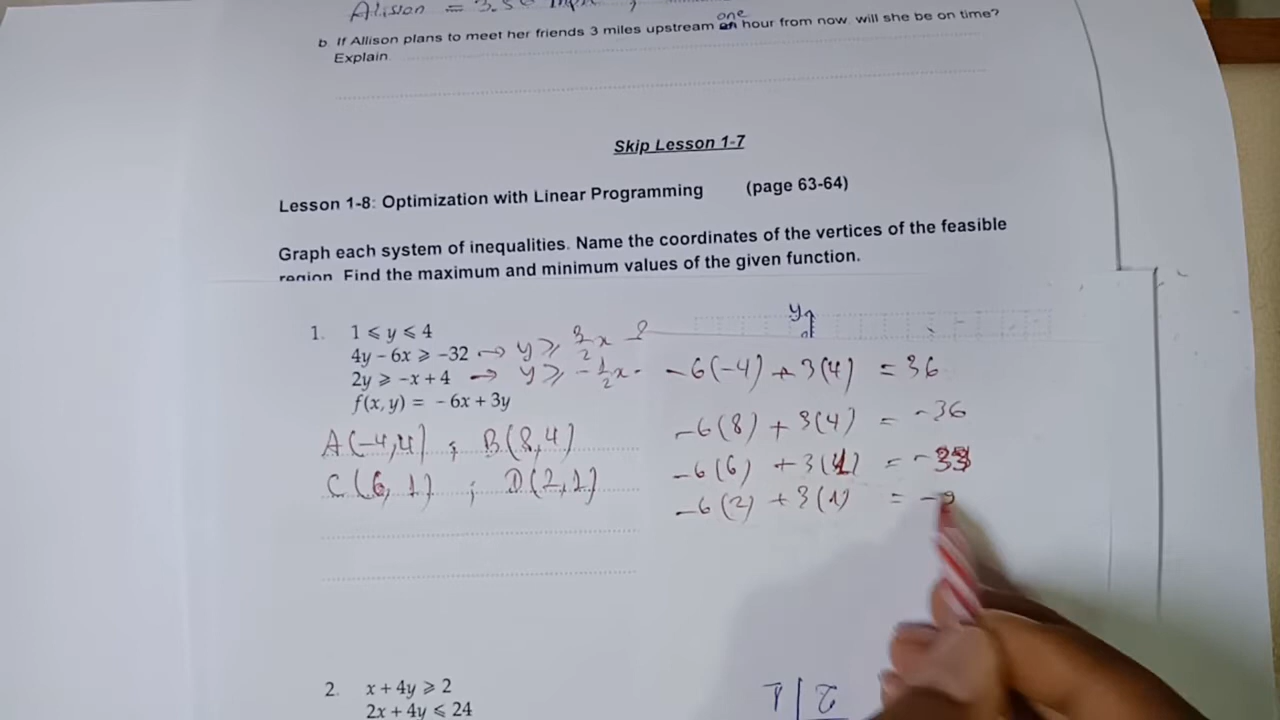 Alison = 3.56 mph
b. If Allison plans to meet her friends 3 miles upstream one hour from now, will she be on time?
Explain
Skip Lesson 1-7
Lesson 1-8: Optimization with Linear Programming (page 63-64)
Graph each system of inequalities. Name the coordinates of the vertices of the feasible
region. Find the maximum and minimum values of the given function.
y
1. 1 ⩽ y ⩽ 4
4y - 6x ⩾ -32 → y ⩾ 3/2 x - 8
2y ⩾ -x + 4 → y ⩾ -1/2 x
f(x, y) = - 6x + 3y
-6(-4) + 3(4) = 36
A(-4,4) ; B(8,4)
-6(8) + 3(4) = -36
C(6, 1) ; D(2,1)
-6(6) + 3(1) = -33
-6(2) + 3(1) = -9
2. x + 4y ⩾ 2
2x + 4y ⩽ 24